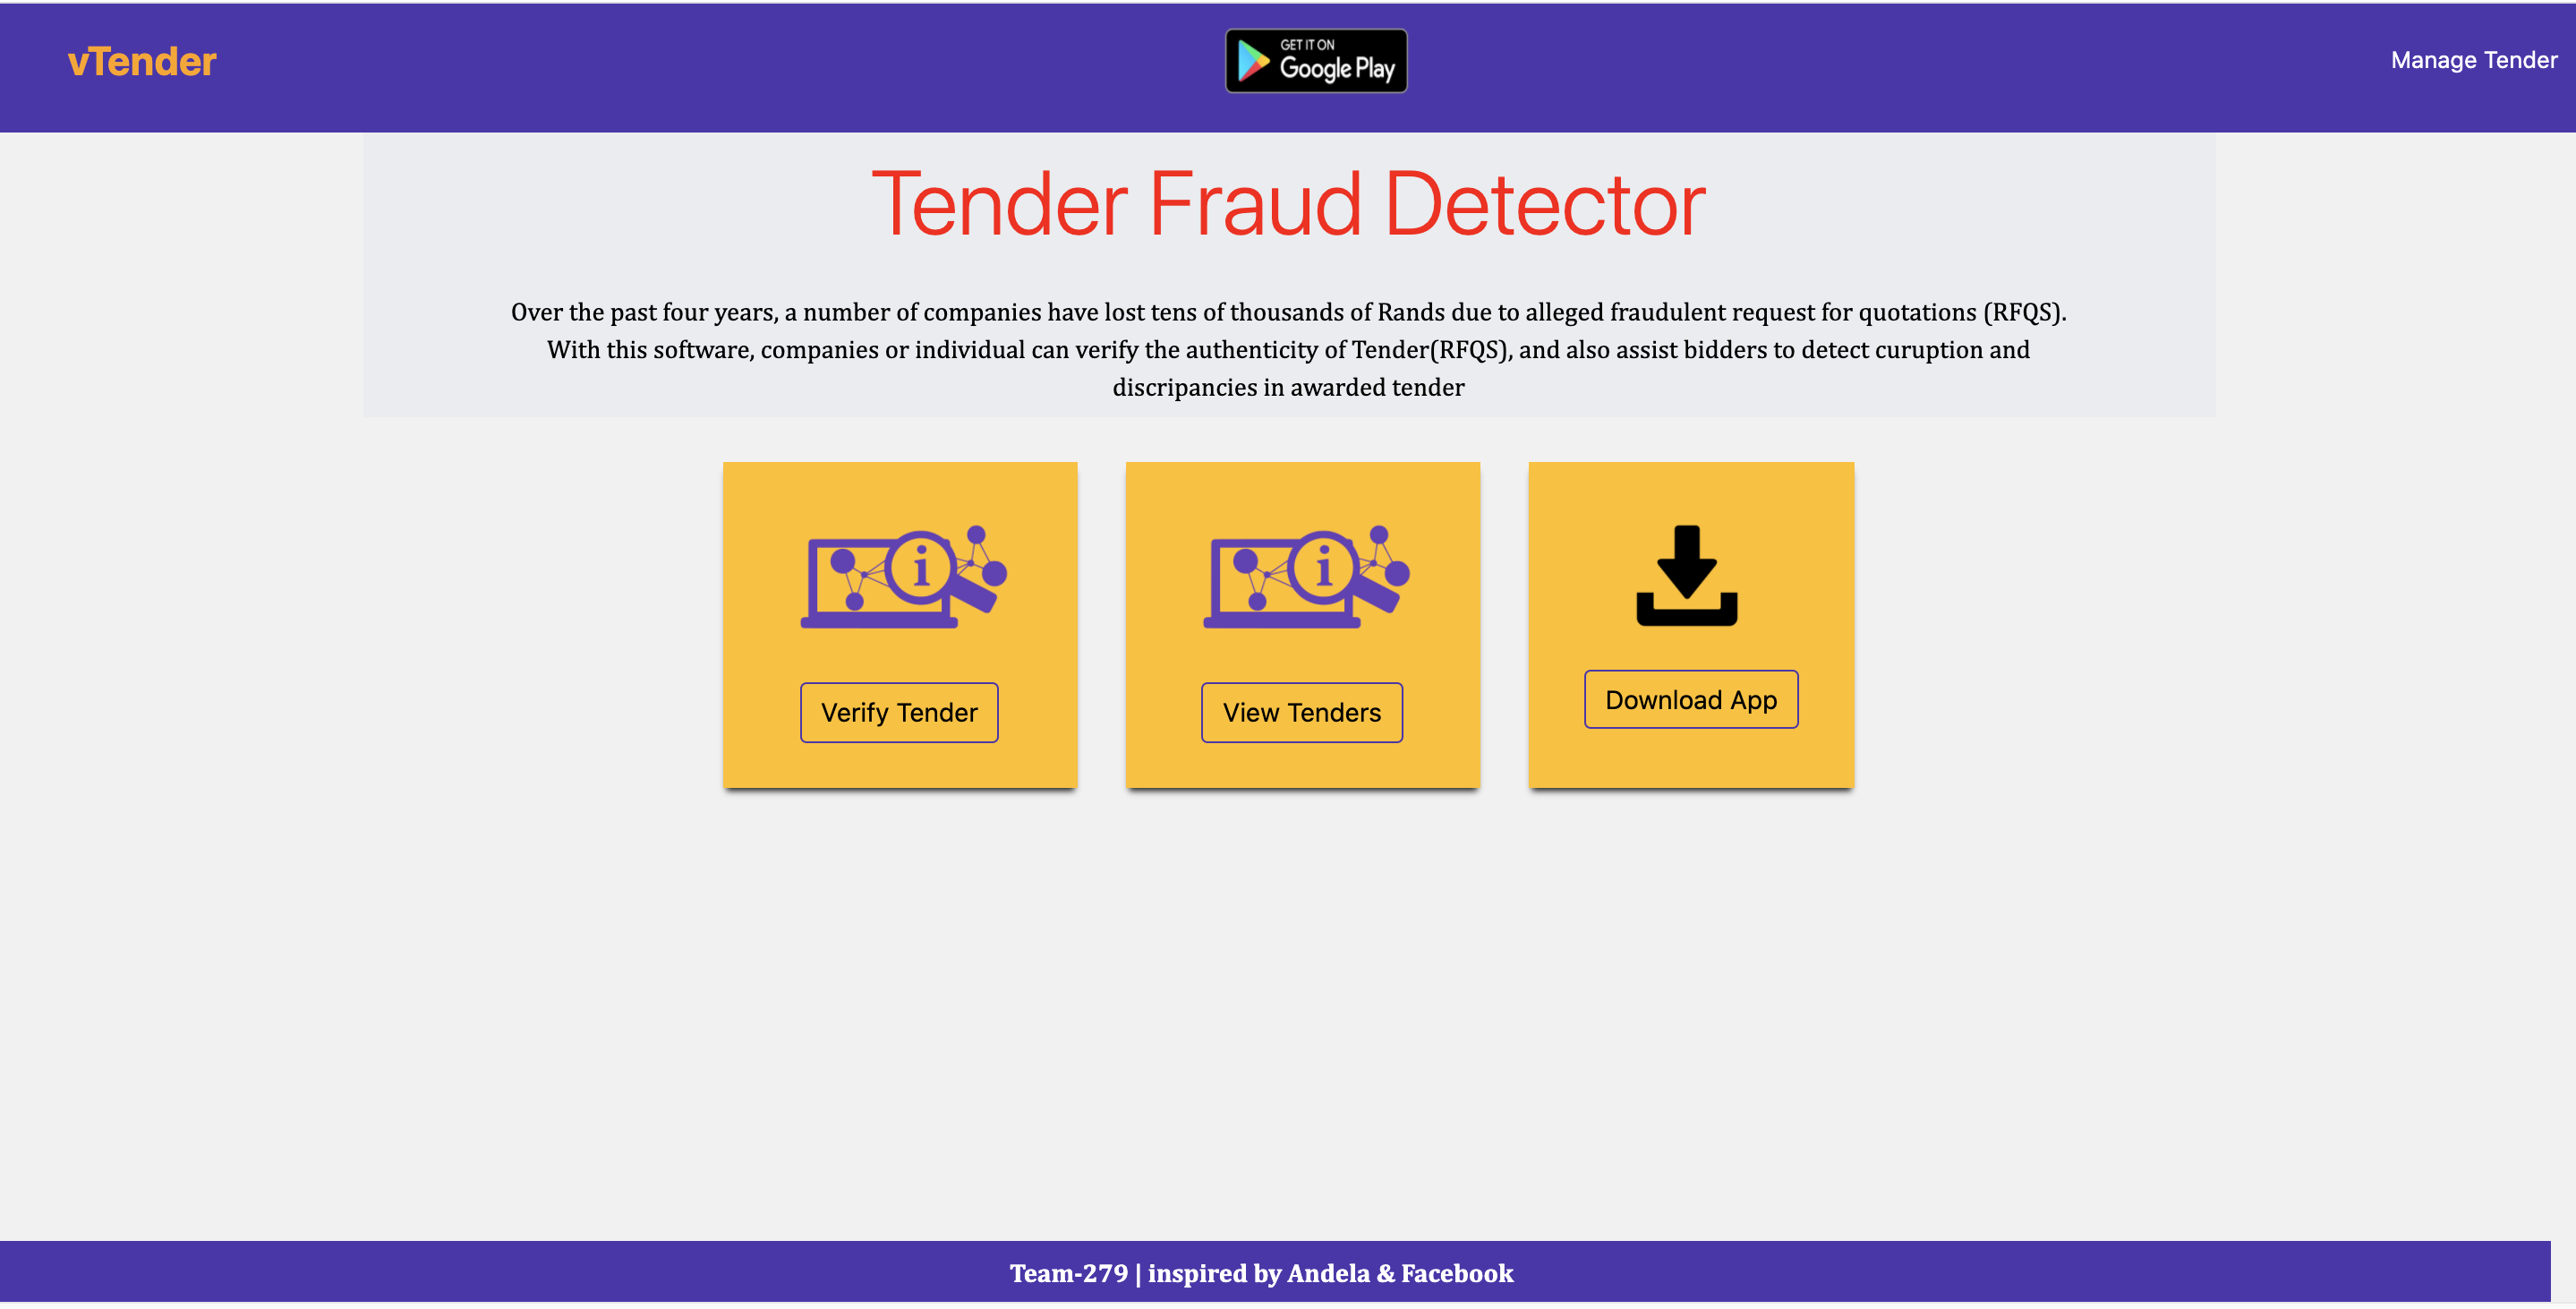 vTender
GET IT ON
Google Play
Manage Tender
Tender Fraud Detector
Over the past four years, a number of companies have lost tens of thousands of Rands due to alleged fraudulent request for quotations (RFQS).
With this software, companies or individual can verify the authenticity of Tender(RFQS), and also assist bidders to detect curuption and
discripancies in awarded tender
i
i
Verify Tender
View Tenders
Download App
Team-279 | inspired by Andela & Facebook